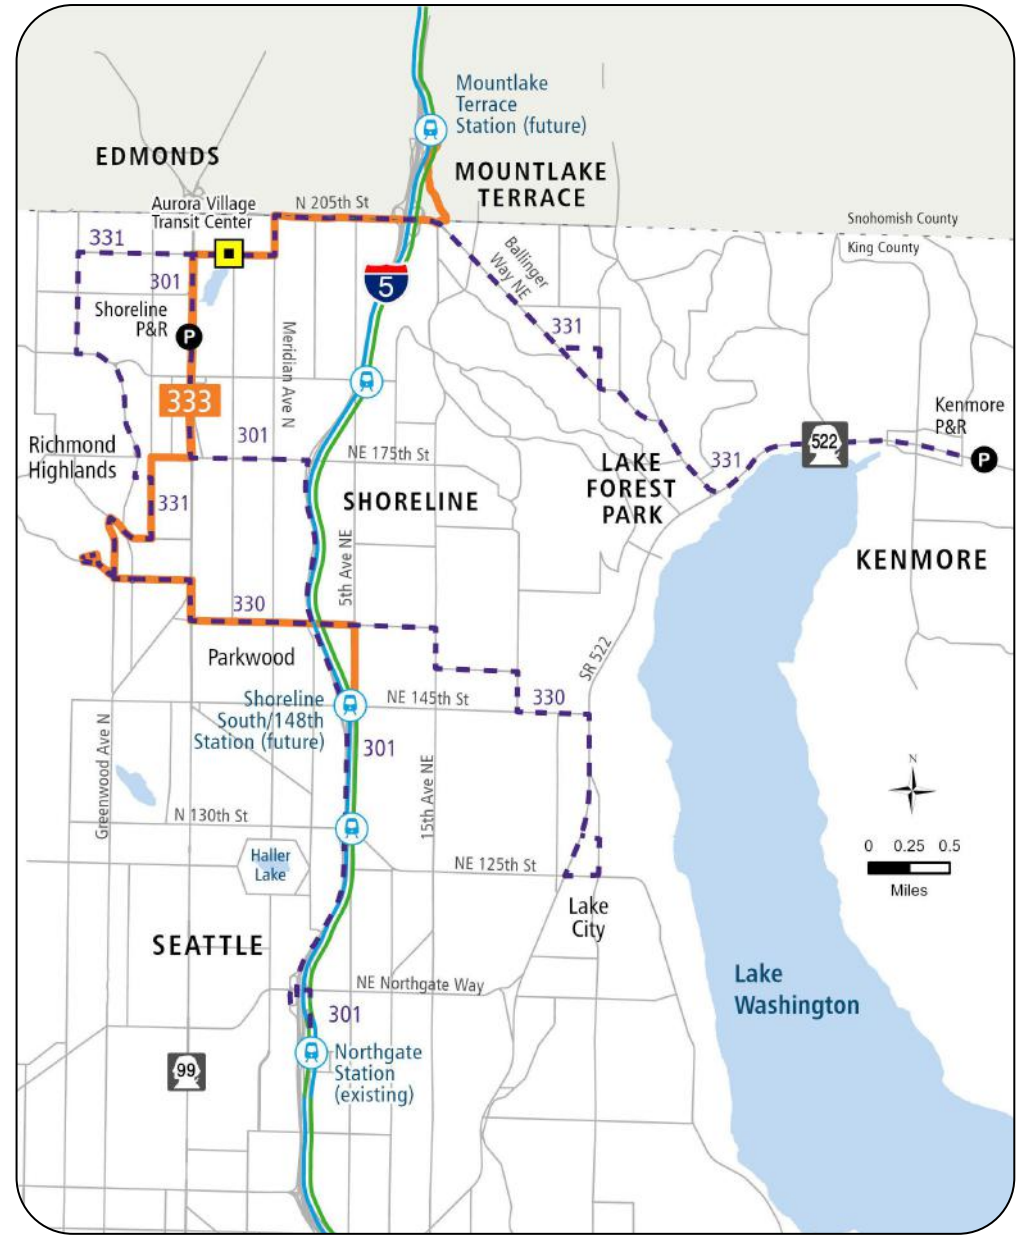 Mountlake
Terrace
Station (future)
EDMONDS
MOUNTLAKE
TERRACE
Aurora Village
Transit Center
N 205th St
Snohomish County
King County
331
301
Ballinger
Way NE
5
Shoreline
P&R
P
Meridian Ave N
331
333
Kenmore
P&R
P
301
522
Richmond
Highlands
NE 175th St
331
LAKE
FOREST
PARK
331
SHORELINE
5th Ave NE
KENMORE
330
SR 522
Parkwood
Shoreline
South/148th
Station (future)
NE 145th St
330
301
Greenwood Ave N
15th Ave NE
N
N 130th St
0 0.25 0.5
Miles
Haller
Lake
NE 125th St
Lake
City
SEATTLE
Lake
Washington
NE Northgate Way
301
Northgate
Station
(existing)
99